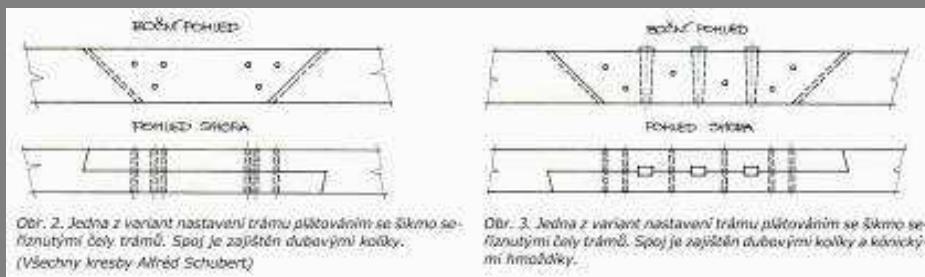 BOČNÍ POHLED
POHLED SHORA
Obr. 2. Jedna z variant nastavení trámu plátováním se šikmo se-
říznutými čely trámů. Spoj je zajištěn dubovými kolíky.
(Všechny kresby Alfréd Schubert)
BOČNÍ POHLED
POHLED SHORA
Obr. 3. Jedna z variant nastavení trámu plátováním se šikmo se-
říznutými čely trámů. Spoj je zajištěn dubovými kolíky a kónický-
mi hmoždíky.